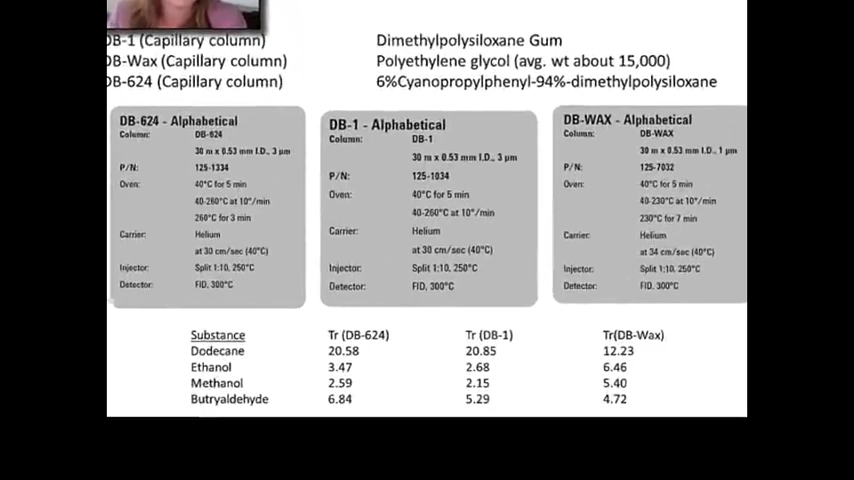 DB-1 (Capillary column) Dimethylpolysiloxane Gum
DB-Wax (Capillary column) Polyethylene glycol (avg. wt about 15,000)
DB-624 (Capillary column) 6%Cyanopropylphenyl-94%-dimethylpolysiloxane
DB-624 - Alphabetical
Column: DB-624
30 m x 0.53 mm I.D., 3 µm
P/N: 125-1334
Oven: 40°C for 5 min
40-260°C at 10°/min
260°C for 3 min
Carrier: Helium
at 30 cm/sec (40°C)
Injector: Split 1:10, 250°C
Detector: FID, 300°C
DB-1 - Alphabetical
Column: DB-1
30 m x 0.53 mm I.D., 3 µm
P/N: 125-1034
Oven: 40°C for 5 min
40-260°C at 10°/min
Carrier: Helium
at 30 cm/sec (40°C)
Injector: Split 1:10, 250°C
Detector: FID, 300°C
DB-WAX - Alphabetical
Column: DB-WAX
30 m x 0.53 mm I.D., 1 µm
P/N: 125-7032
Oven: 40°C for 5 min
40-230°C at 10°/min
230°C for 7 min
Carrier: Helium
at 34 cm/sec (40°C)
Injector: Split 1:10, 250°C
Detector: FID, 300°C
Substance Tr (DB-624) Tr (DB-1) Tr(DB-Wax)
Dodecane 20.58 20.85 12.23
Ethanol 3.47 2.68 6.46
Methanol 2.59 2.15 5.40
Butryaldehyde 6.84 5.29 4.72